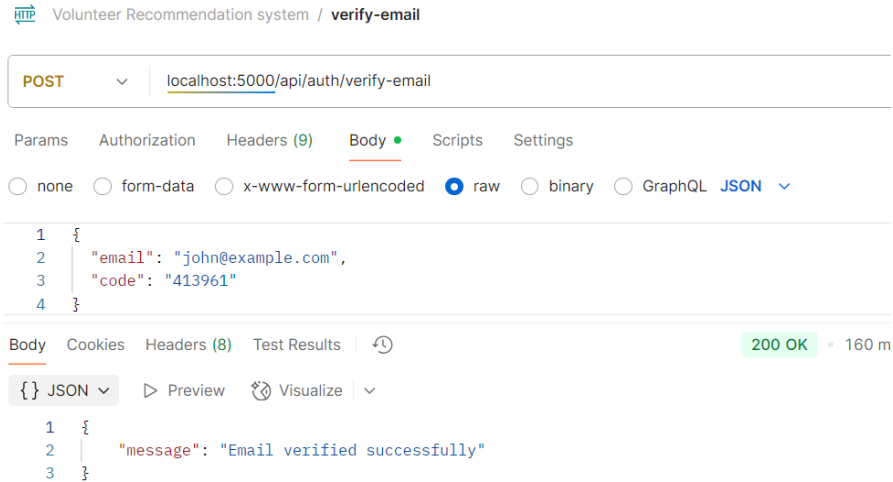 HTTP Volunteer Recommendation system / verify-email
POST localhost:5000/api/auth/verify-email
Params Authorization Headers (9) Body Scripts Settings
none form-data x-www-form-urlencoded raw binary GraphQL JSON
1 {
2 "email": "john@example.com",
3 "code": "413961"
4 }
Body Cookies Headers (8) Test Results 200 OK 160 m
{} JSON Preview Visualize
1 {
2 "message": "Email verified successfully"
3 }